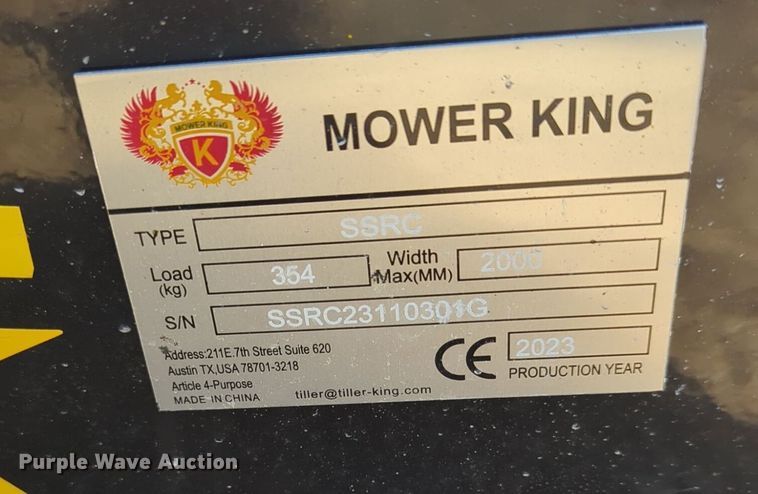 MOWER KING
K
MOWER KING
TYPE SSRC
Load (kg) 354 Width Max(MM) 2000
S/N SSRC23110301G
Address:211E.7th Street Suite 620
Austin TX,USA 78701-3218
Article 4-Purpose
MADE IN CHINA
tiller@tiller-king.com
CE
2023
PRODUCTION YEAR
Purple Wave Auction